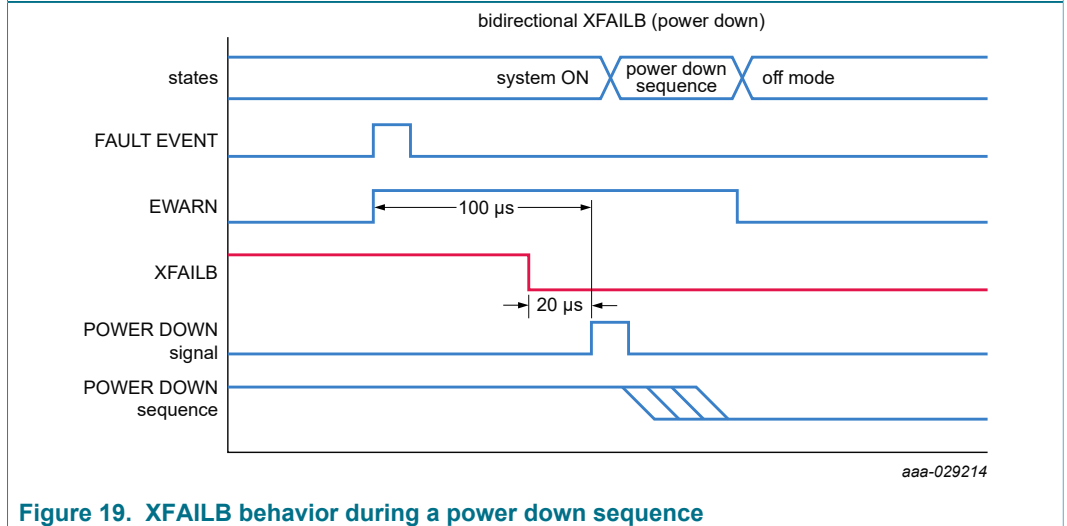 bidirectional XFAILB (power down)
states
system ON
power down
sequence
off mode
FAULT EVENT
EWARN
100 µs
XFAILB
20 µs
POWER DOWN
signal
POWER DOWN
sequence
aaa-029214
Figure 19. XFAILB behavior during a power down sequence